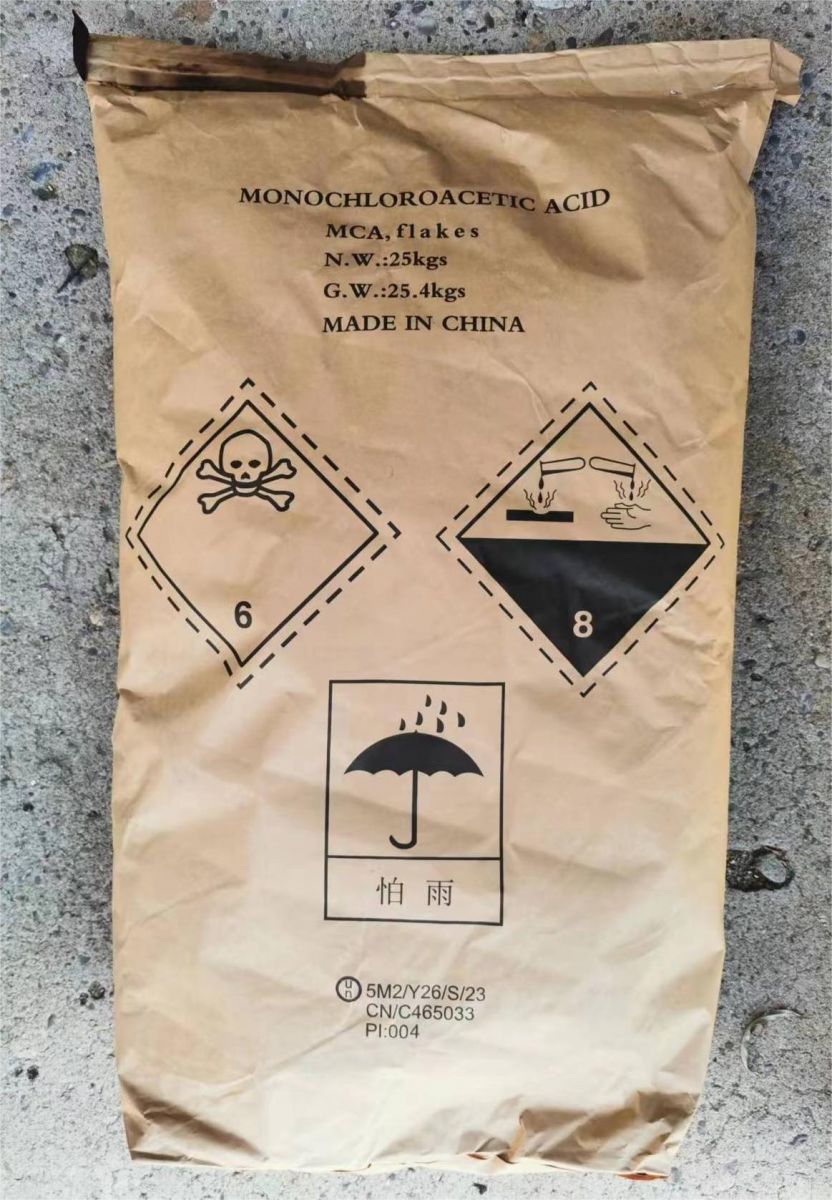 MONOCHLOROACETIC ACID
MCA, flakes
N.W.:25kgs
G.W.:25.4kgs
MADE IN CHINA
6
8
怕 雨
un 5M2/Y26/S/23
CN/C465033
PI:004